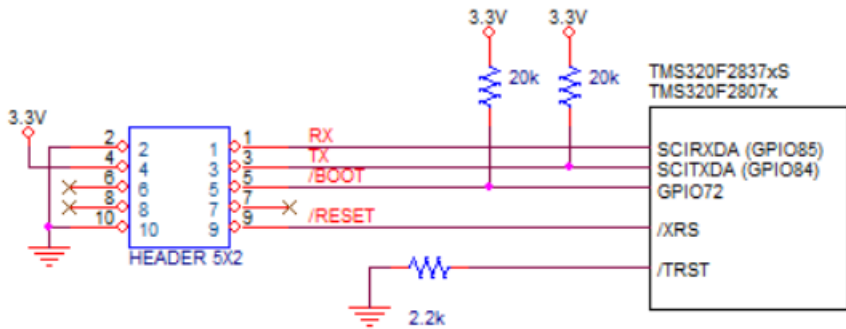 3.3V 3.3V
20k 20k
TMS320F2837xS
TMS320F2807x
3.3V
2 2 1 1 RX SCIRXDA (GPIO85)
4 4 3 3 TX SCITXDA (GPIO84)
6 6 5 5 /BOOT GPIO72
8 8 7 7
10 10 9 9 /RESET /XRS
HEADER 5X2
/TRST
2.2k